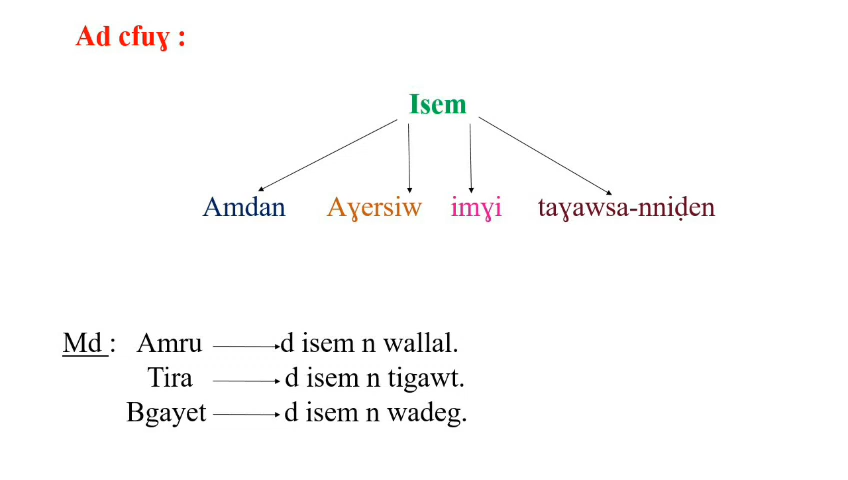 Ad cfuɣ :
Isem
Amdan Aɣersiw imɣi taɣawsa-nniḍen
Md : Amru d isem n wallal.
Tira d isem n tigawt.
Bgayet d isem n wadeg.